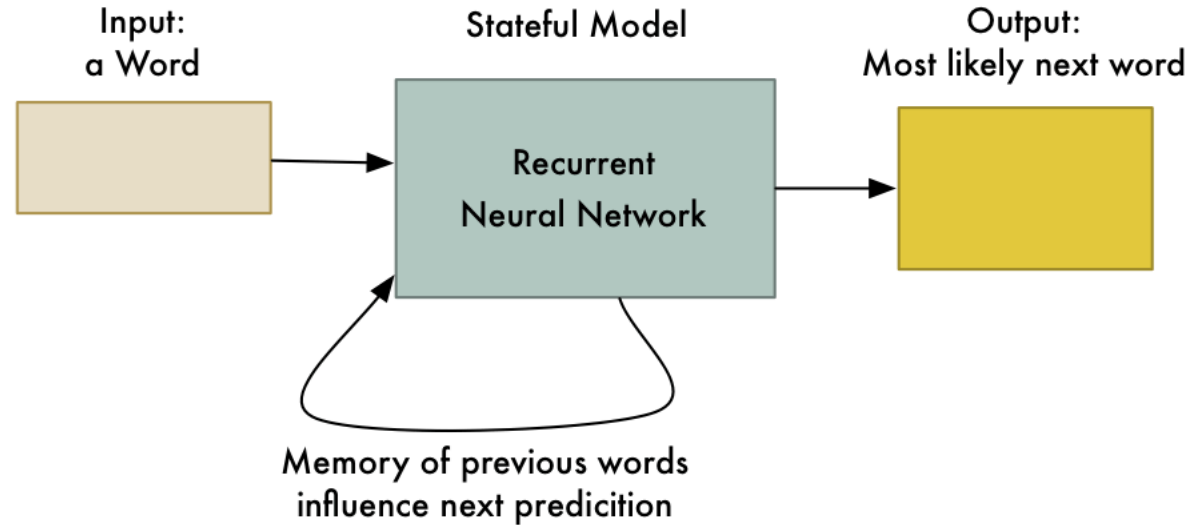 Input:
a Word
Stateful Model
Output:
Most likely next word
Recurrent
Neural Network
Memory of previous words
influence next predicition